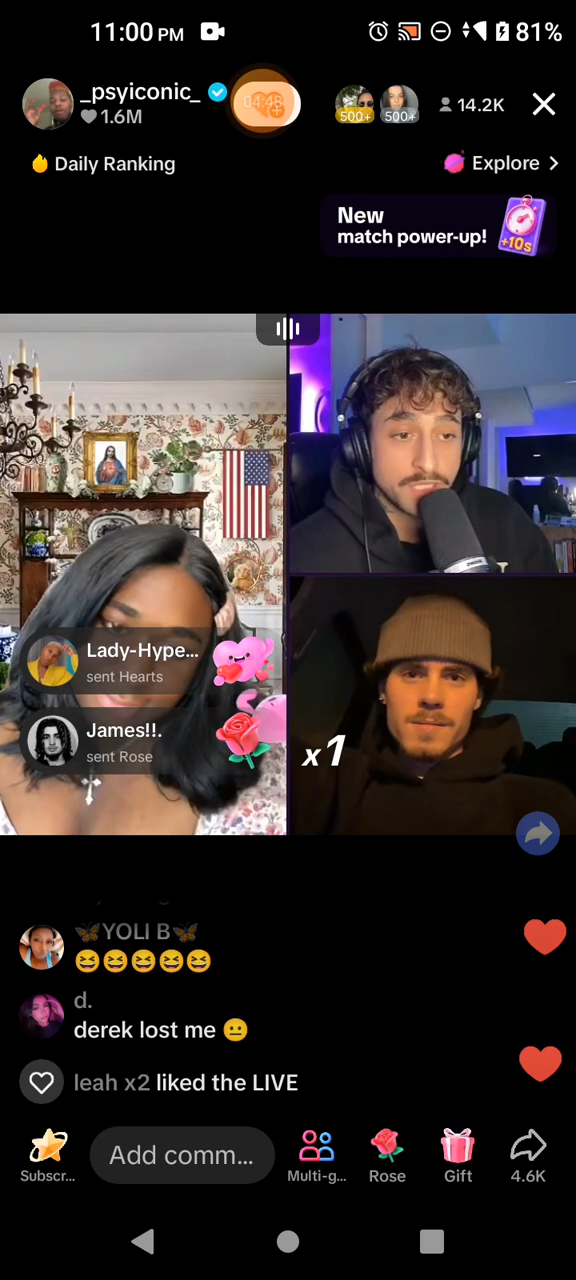 11:00 PM
81%
_psyiconic_
1.6M
04:48
500+
500+
14.2K
Daily Ranking
Explore >
New
match power-up!
+10s
Lady-Hype...
sent Hearts
James!!.
sent Rose
x1
🦋YOLI B🦋
😆😆😆😆😆
d.
derek lost me 😐
leah x2 liked the LIVE
Subscr...
Add comm...
Multi-g...
Rose
Gift
4.6K